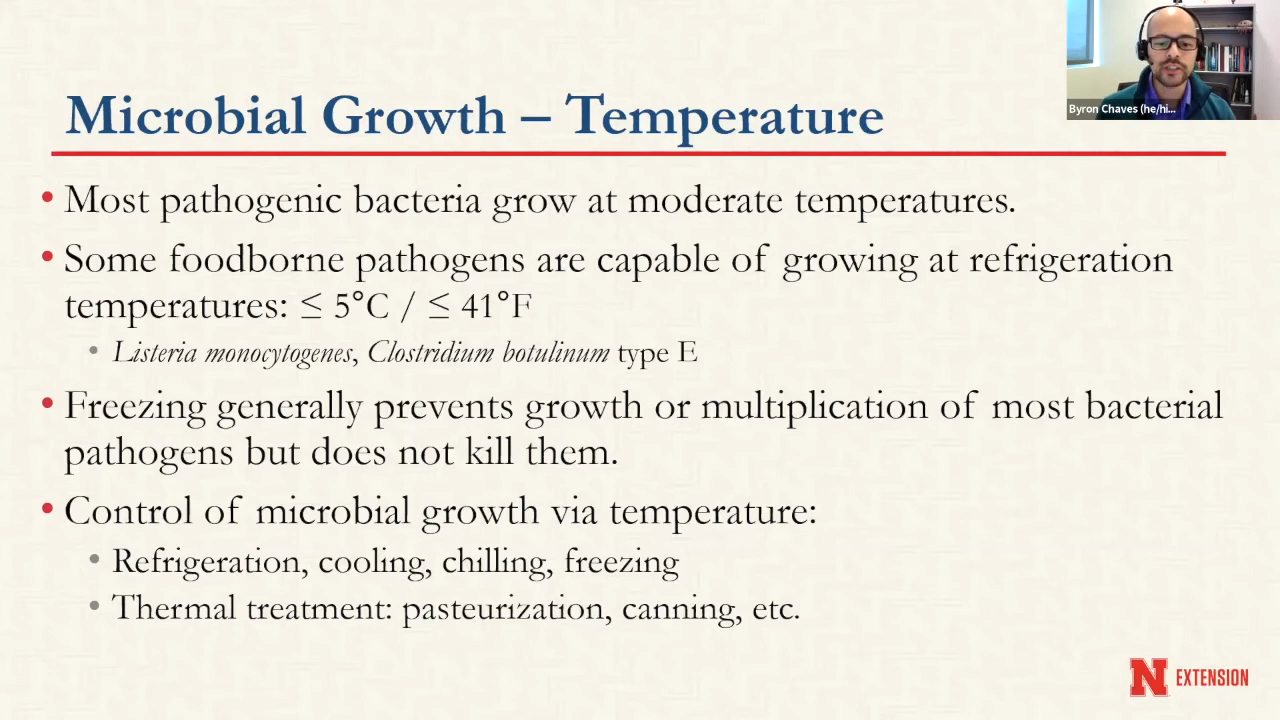 Byron Chaves (he/hi...
Microbial Growth – Temperature
• Most pathogenic bacteria grow at moderate temperatures.
• Some foodborne pathogens are capable of growing at refrigeration
temperatures: ≤ 5°C / ≤ 41°F
• Listeria monocytogenes, Clostridium botulinum type E
• Freezing generally prevents growth or multiplication of most bacterial
pathogens but does not kill them.
• Control of microbial growth via temperature:
• Refrigeration, cooling, chilling, freezing
• Thermal treatment: pasteurization, canning, etc.
N EXTENSION